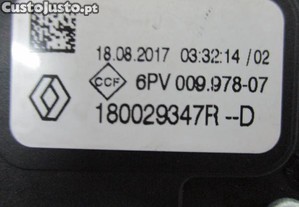 CustoJusto.pt
18.08.2017 03:32:14 / 02
CCF 6PV 009.978-07
180029347R --D